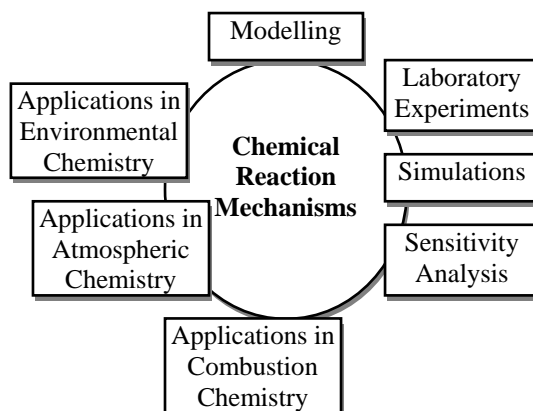 Modelling
Laboratory
Experiments
Simulations
Sensitivity
Analysis
Applications in
Combustion
Chemistry
Applications in
Atmospheric
Chemistry
Applications in
Environmental
Chemistry
Chemical
Reaction
Mechanisms